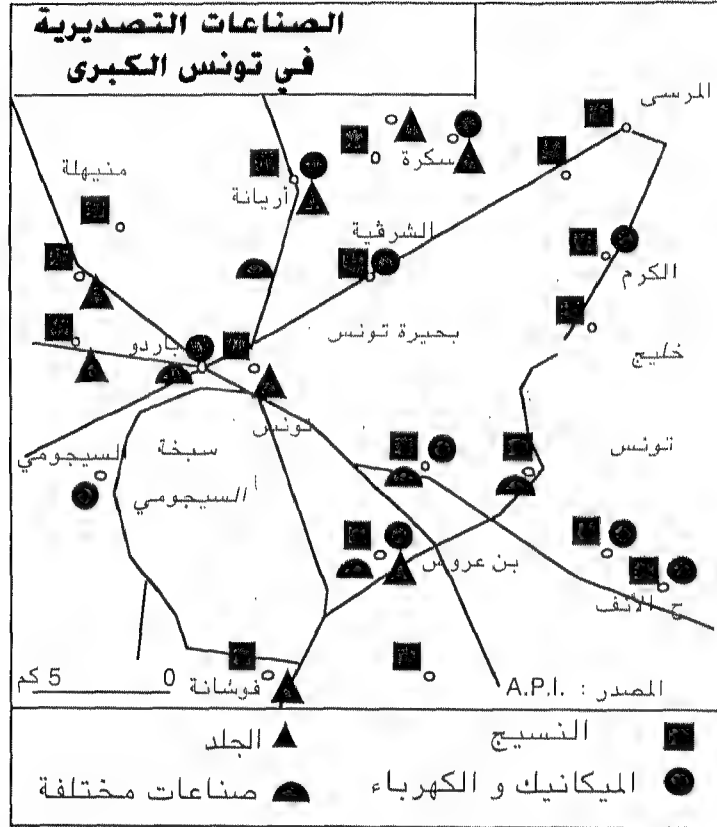 الصناعات التصديرية
في تونس الكبرى
المرسى
سكرة
منيهلة
أريانة
الشرقية
الكرم
بحيرة تونس
خليج
باردو
تونس
تونس
سبخة
السيجومي
السيجومي
بن عروس
ح.الأنف
فوشانة
المصدر : .A.P.I
0 5 كم
النسيج
الجلد
الميكانيك و الكهرباء
صناعات مختلفة